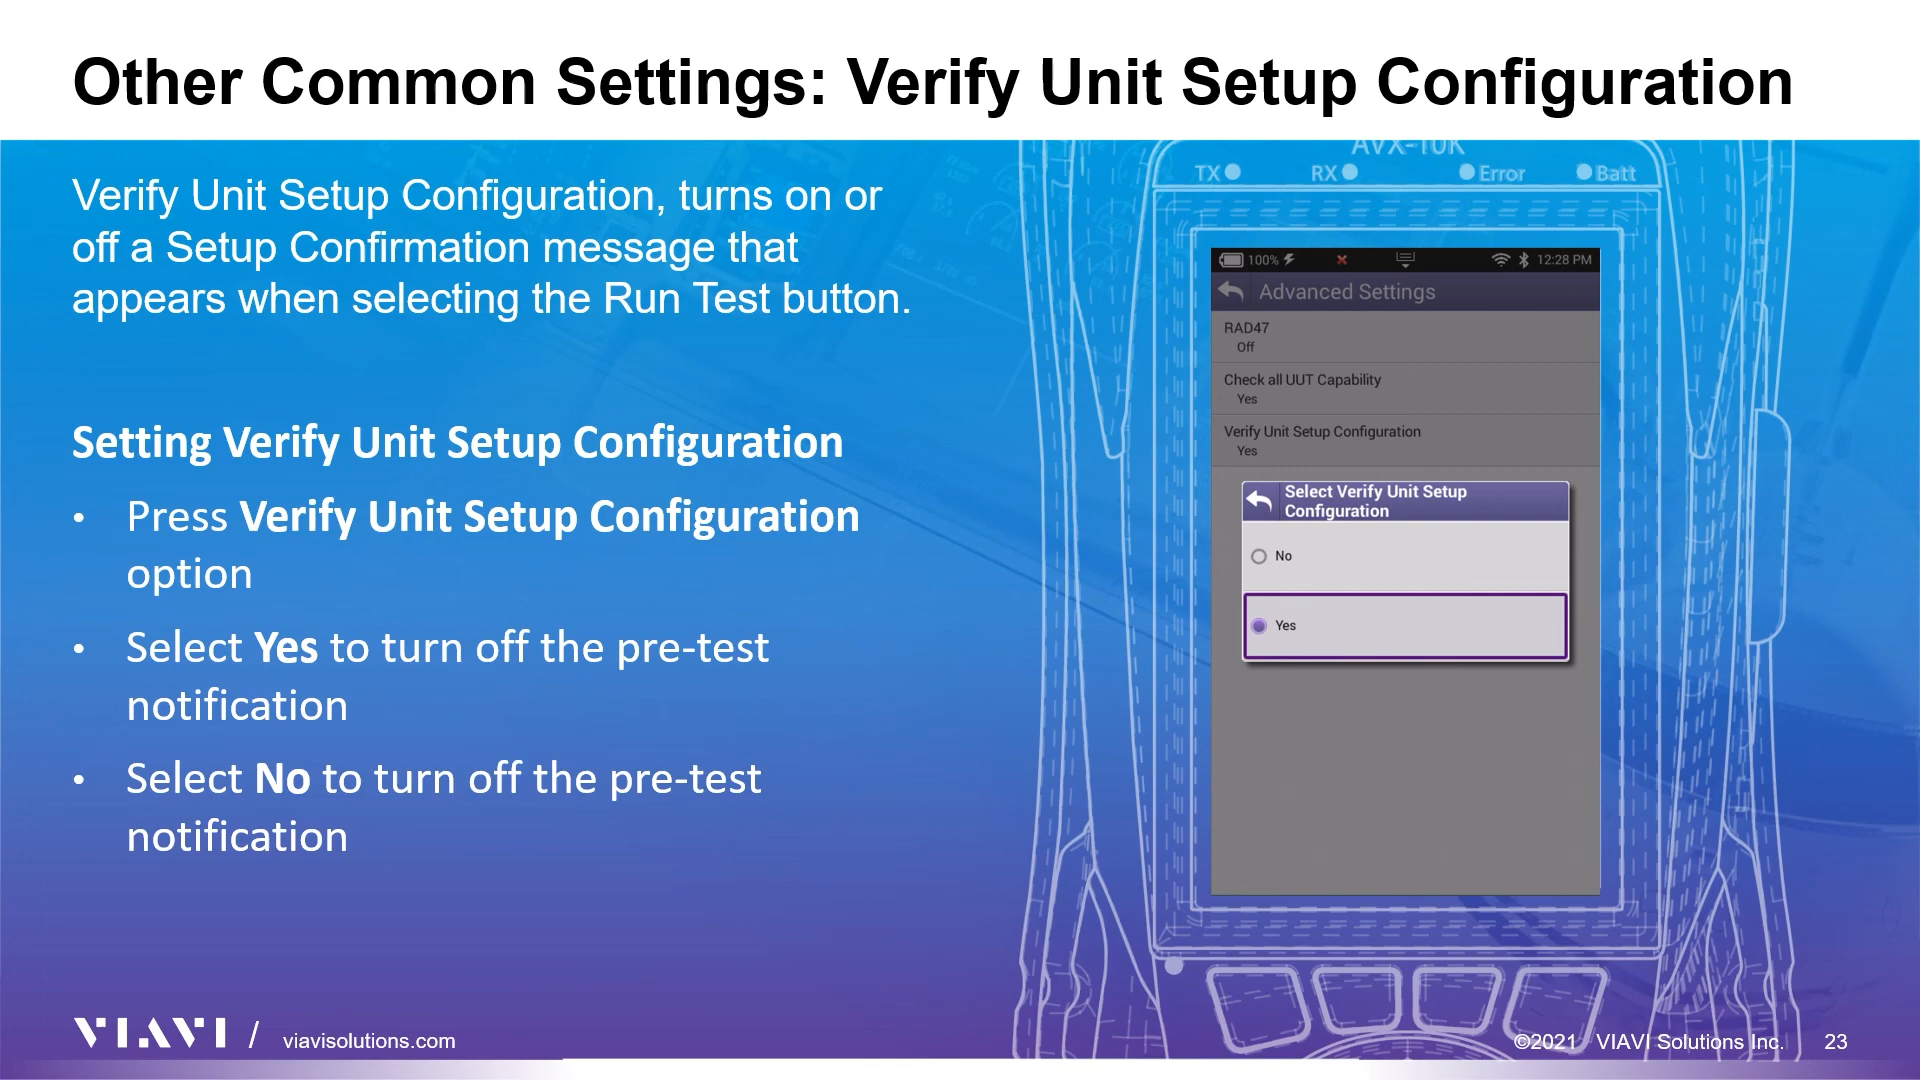 Other Common Settings: Verify Unit Setup Configuration
Verify Unit Setup Configuration, turns on or
off a Setup Confirmation message that
appears when selecting the Run Test button.
Setting Verify Unit Setup Configuration
• Press Verify Unit Setup Configuration
option
• Select Yes to turn off the pre-test
notification
• Select No to turn off the pre-test
notification
AVX-10K
TX RX Error Batt
100% 12:28 PM
Advanced Settings
RAD47
Off
Check all UUT Capability
Yes
Verify Unit Setup Configuration
Yes
Select Verify Unit Setup
Configuration
No
Yes
VIAVI / viavisolutions.com
©2021 VIAVI Solutions Inc. 23